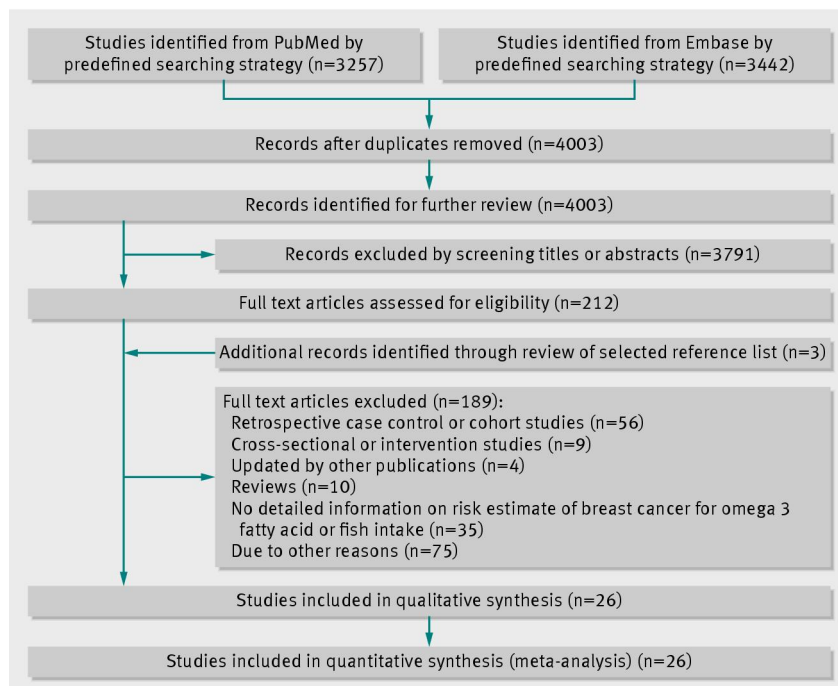 Studies identified from PubMed by
predefined searching strategy (n=3257)
Studies identified from Embase by
predefined searching strategy (n=3442)
Records after duplicates removed (n=4003)
Records identified for further review (n=4003)
Records excluded by screening titles or abstracts (n=3791)
Full text articles assessed for eligibility (n=212)
Additional records identified through review of selected reference list (n=3)
Full text articles excluded (n=189):
Retrospective case control or cohort studies (n=56)
Cross-sectional or intervention studies (n=9)
Updated by other publications (n=4)
Reviews (n=10)
No detailed information on risk estimate of breast cancer for omega 3
fatty acid or fish intake (n=35)
Due to other reasons (n=75)
Studies included in qualitative synthesis (n=26)
Studies included in quantitative synthesis (meta-analysis) (n=26)